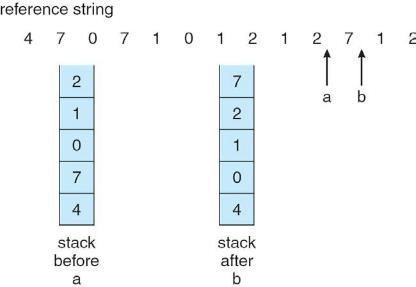 reference string
4 7 0 7 1 0 1 2 1 2 7 1 2
a b
2
1
0
7
4
stack
before
a
7
2
1
0
4
stack
after
b